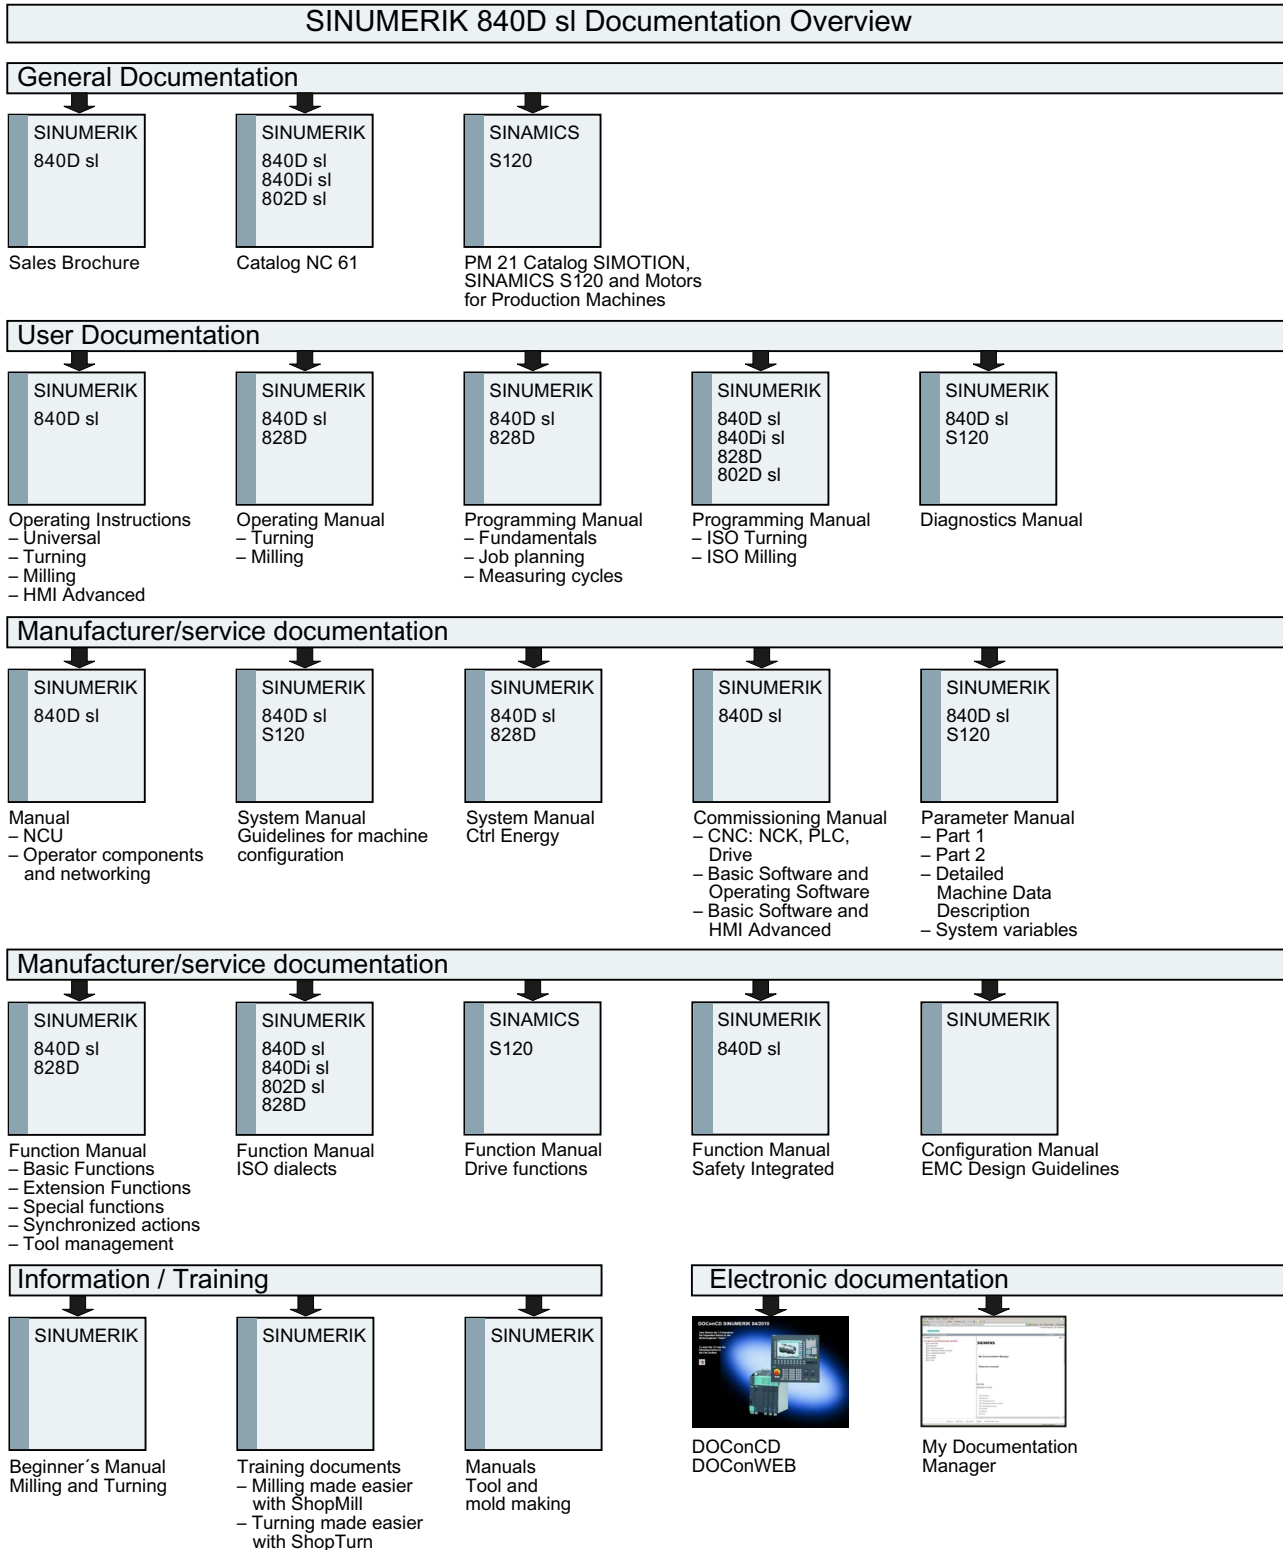 SINUMERIK 840D sl Documentation Overview
General Documentation
SINUMERIK
840D sl
Sales Brochure
SINUMERIK
840D sl
840Di sl
802D sl
Catalog NC 61
SINAMICS
S120
PM 21 Catalog SIMOTION,
SINAMICS S120 and Motors
for Production Machines
User Documentation
SINUMERIK
840D sl
Operating Instructions
– Universal
– Turning
– Milling
– HMI Advanced
SINUMERIK
840D sl
828D
Operating Manual
– Turning
– Milling
SINUMERIK
840D sl
828D
Programming Manual
– Fundamentals
– Job planning
– Measuring cycles
SINUMERIK
840D sl
840Di sl
828D
802D sl
Programming Manual
– ISO Turning
– ISO Milling
SINUMERIK
840D sl
S120
Diagnostics Manual
Manufacturer/service documentation
SINUMERIK
840D sl
Manual
– NCU
– Operator components
and networking
SINUMERIK
840D sl
S120
System Manual
Guidelines for machine
configuration
SINUMERIK
840D sl
828D
System Manual
Ctrl Energy
SINUMERIK
840D sl
Commissioning Manual
– CNC: NCK, PLC,
Drive
– Basic Software and
Operating Software
– Basic Software and
HMI Advanced
SINUMERIK
840D sl
S120
Parameter Manual
– Part 1
– Part 2
– Detailed
Machine Data
Description
– System variables
Manufacturer/service documentation
SINUMERIK
840D sl
828D
Function Manual
– Basic Functions
– Extension Functions
– Special functions
– Synchronized actions
– Tool management
SINUMERIK
840D sl
840Di sl
802D sl
828D
Function Manual
ISO dialects
SINAMICS
S120
Function Manual
Drive functions
SINUMERIK
840D sl
Function Manual
Safety Integrated
SINUMERIK
Configuration Manual
EMC Design Guidelines
Information / Training
SINUMERIK
Beginner´s Manual
Milling and Turning
SINUMERIK
Training documents
– Milling made easier
with ShopMill
– Turning made easier
with ShopTurn
SINUMERIK
Manuals
Tool and
mold making
Electronic documentation
DOConCD SINUMERIK 04/2010
DOConCD
DOConWEB
SIEMENS
My Documentation
Manager